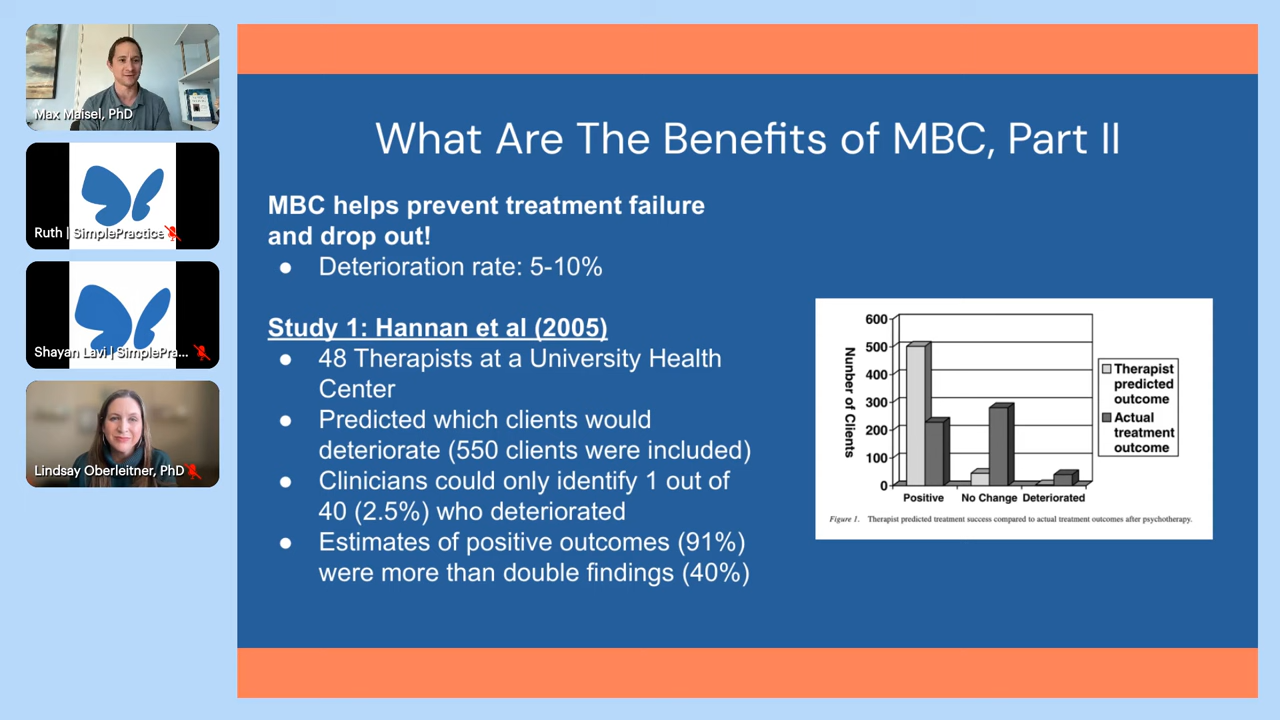 Max Maisel, PhD
Ruth | SimplePractice
Shayan Lavi | SimplePra...
Lindsay Oberleitner, PhD
What Are The Benefits of MBC, Part II
MBC helps prevent treatment failure
and drop out!
● Deterioration rate: 5-10%
Study 1: Hannan et al (2005)
● 48 Therapists at a University Health
Center
● Predicted which clients would
deteriorate (550 clients were included)
● Clinicians could only identify 1 out of
40 (2.5%) who deteriorated
● Estimates of positive outcomes (91%)
were more than double findings (40%)
Number of Clients
600
500
400
300
200
100
0
Positive
No Change
Deteriorated
Therapist
predicted
outcome
Actual
treatment
outcome
Figure 1. Therapist predicted treatment success compared to actual treatment outcomes after psychotherapy.